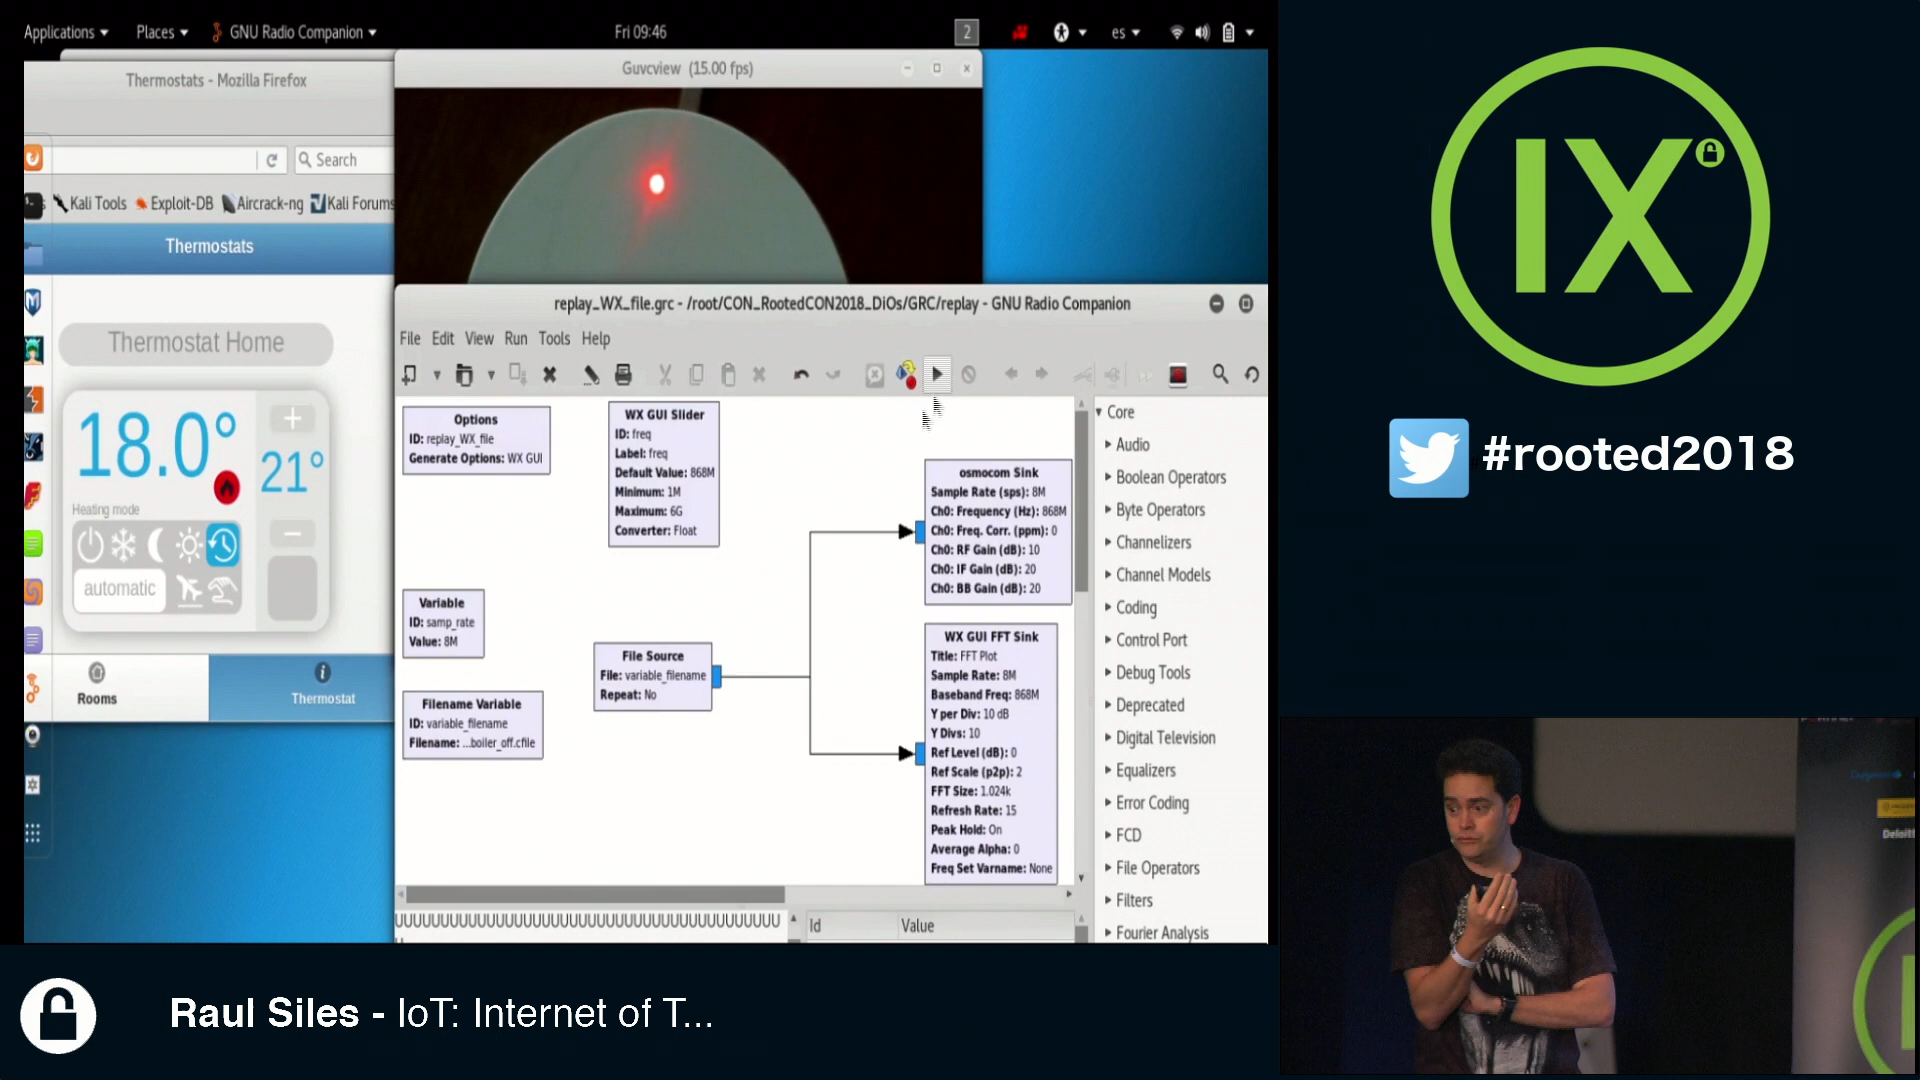 Applications
Places
GNU Radio Companion
Fri 09:46
2
es
Thermostats - Mozilla Firefox
Search
Kali Tools
Exploit-DB
Aircrack-ng
Kali Forums
Thermostats
Thermostat Home
18.0°
21°
Heating mode
automatic
Rooms
Thermostat
Guvcview (15.00 fps)
replay_WX_file.grc - /root/CON_RootedCON2018_DiOs/GRC/replay - GNU Radio Companion
File Edit View Run Tools Help
Options
ID: replay_WX_file
Generate Options: WX GUI
WX GUI Slider
ID: freq
Label: freq
Default Value: 868M
Minimum: 1M
Maximum: 6G
Converter: Float
Variable
ID: samp_rate
Value: 8M
Filename Variable
ID: variable_filename
Filename: ...boiler_off.cfile
File Source
File: variable_filename
Repeat: No
osmocom Sink
Sample Rate (sps): 8M
Ch0: Frequency (Hz): 868M
Ch0: Freq. Corr. (ppm): 0
Ch0: RF Gain (dB): 10
Ch0: IF Gain (dB): 20
Ch0: BB Gain (dB): 20
WX GUI FFT Sink
Title: FFT Plot
Sample Rate: 8M
Baseband Freq: 868M
Y per Div: 10 dB
Y Divs: 10
Ref Level (dB): 0
Ref Scale (p2p): 2
FFT Size: 1.024k
Refresh Rate: 15
Peak Hold: On
Average Alpha: 0
Freq Set Varname: None
Core
Audio
Boolean Operators
Byte Operators
Channelizers
Channel Models
Coding
Control Port
Debug Tools
Deprecated
Digital Television
Equalizers
Error Coding
FCD
File Operators
Filters
Fourier Analysis
Id
Value
IX
#rooted2018
Raul Siles - IoT: Internet of T...